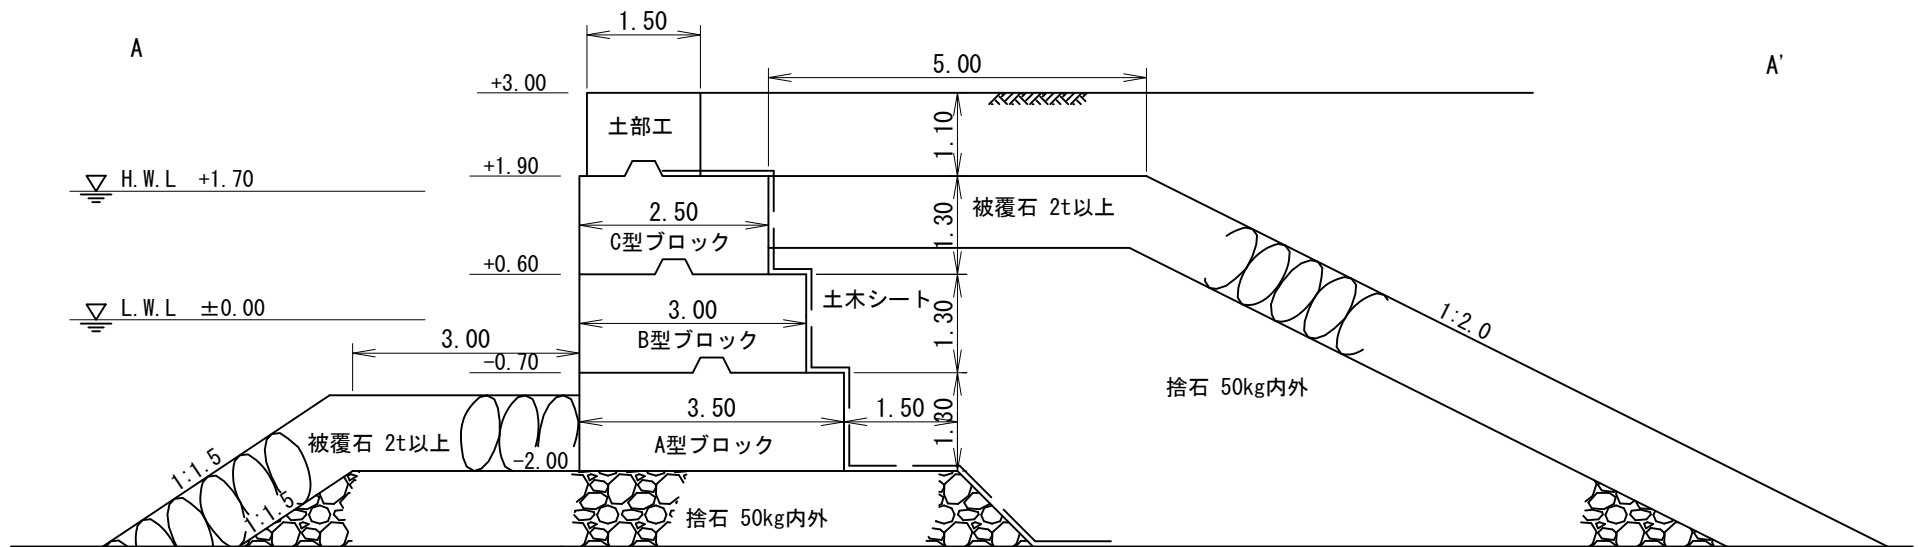 1.50
A
5.00
A'
+3.00
土部工
1.10
+1.90
H.W.L +1.70
2.50
1.30
被覆石 2t以上
C型ブロック
+0.60
L.W.L ±0.00
土木シート
3.00
1.30
1:2.0
B型ブロック
3.00
-0.70
捨石 50kg内外
3.50
1.50
1.30
被覆石 2t以上
A型ブロック
-2.00
1:1.5
1:1.5
捨石 50kg内外